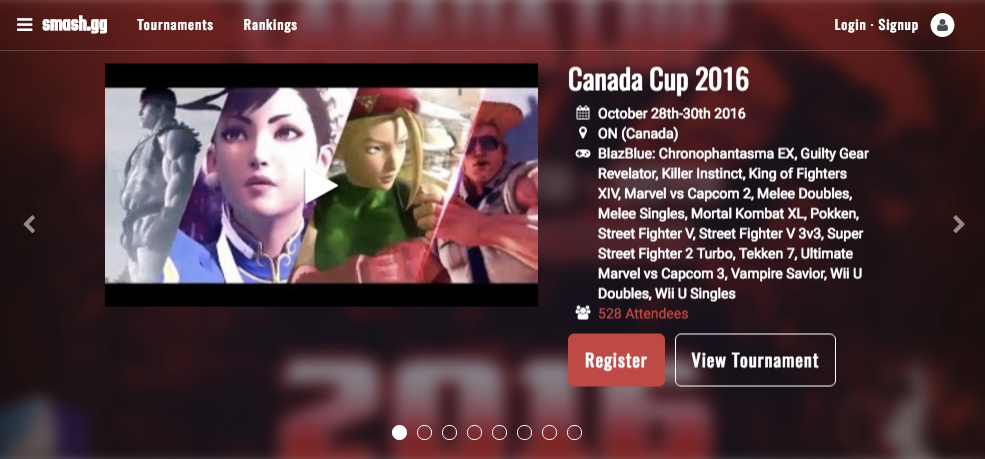 smash.gg
Tournaments
Rankings
Login · Signup
Canada Cup 2016
October 28th-30th 2016
ON (Canada)
BlazBlue: Chronophantasma EX, Guilty Gear
Revelator, Killer Instinct, King of Fighters
XIV, Marvel vs Capcom 2, Melee Doubles,
Melee Singles, Mortal Kombat XL, Pokken,
Street Fighter V, Street Fighter V 3v3, Super
Street Fighter 2 Turbo, Tekken 7, Ultimate
Marvel vs Capcom 3, Vampire Savior, Wii U
Doubles, Wii U Singles
528 Attendees
Register
View Tournament
2016